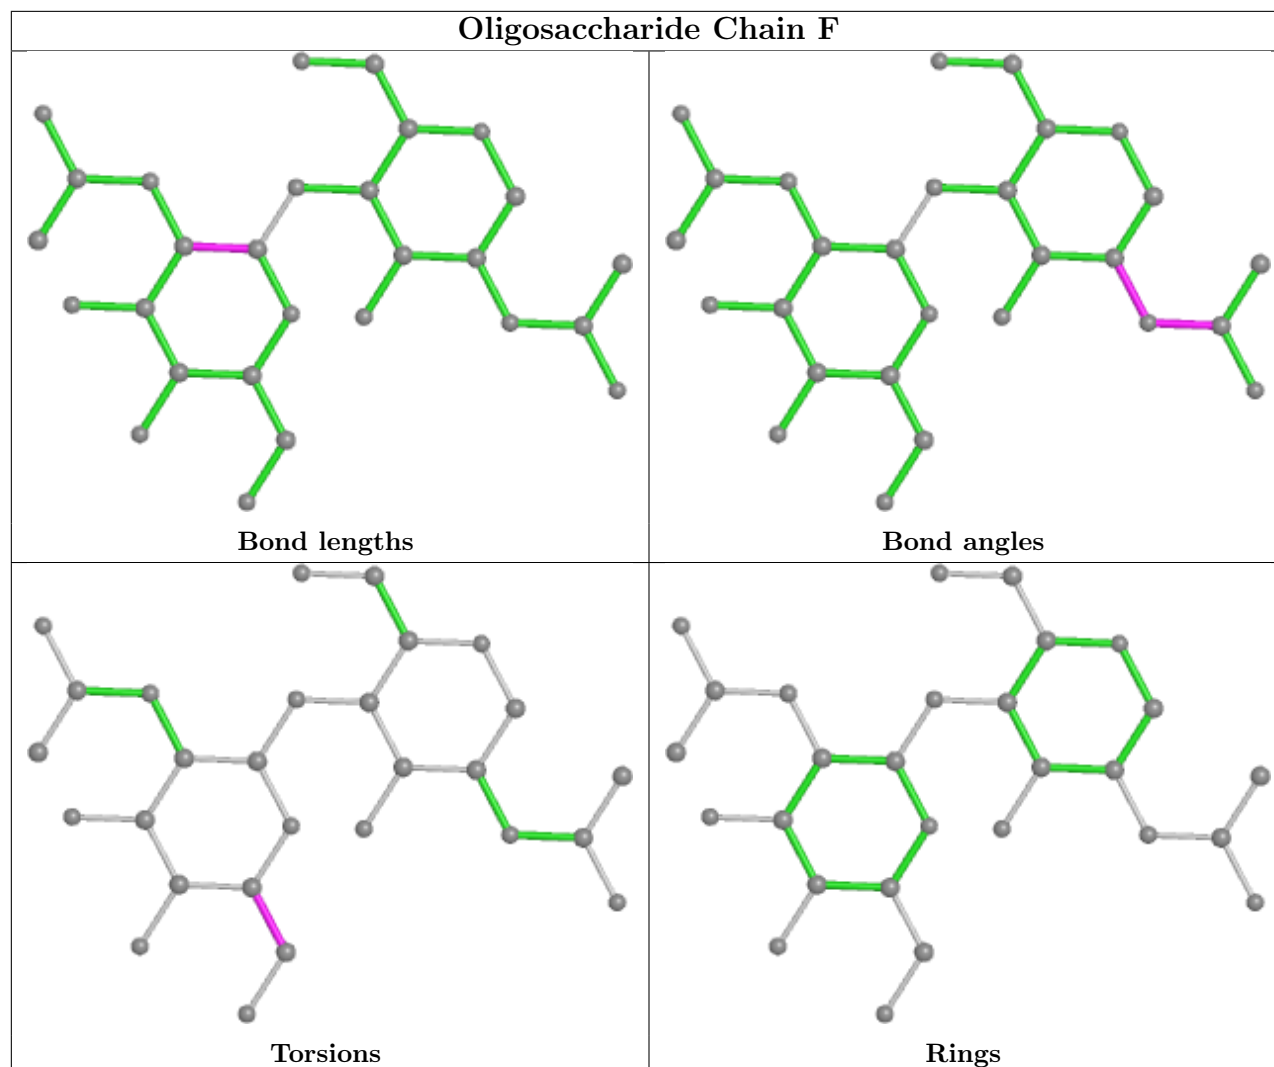 Oligosaccharide Chain F
Bond lengths
Bond angles
Torsions
Rings